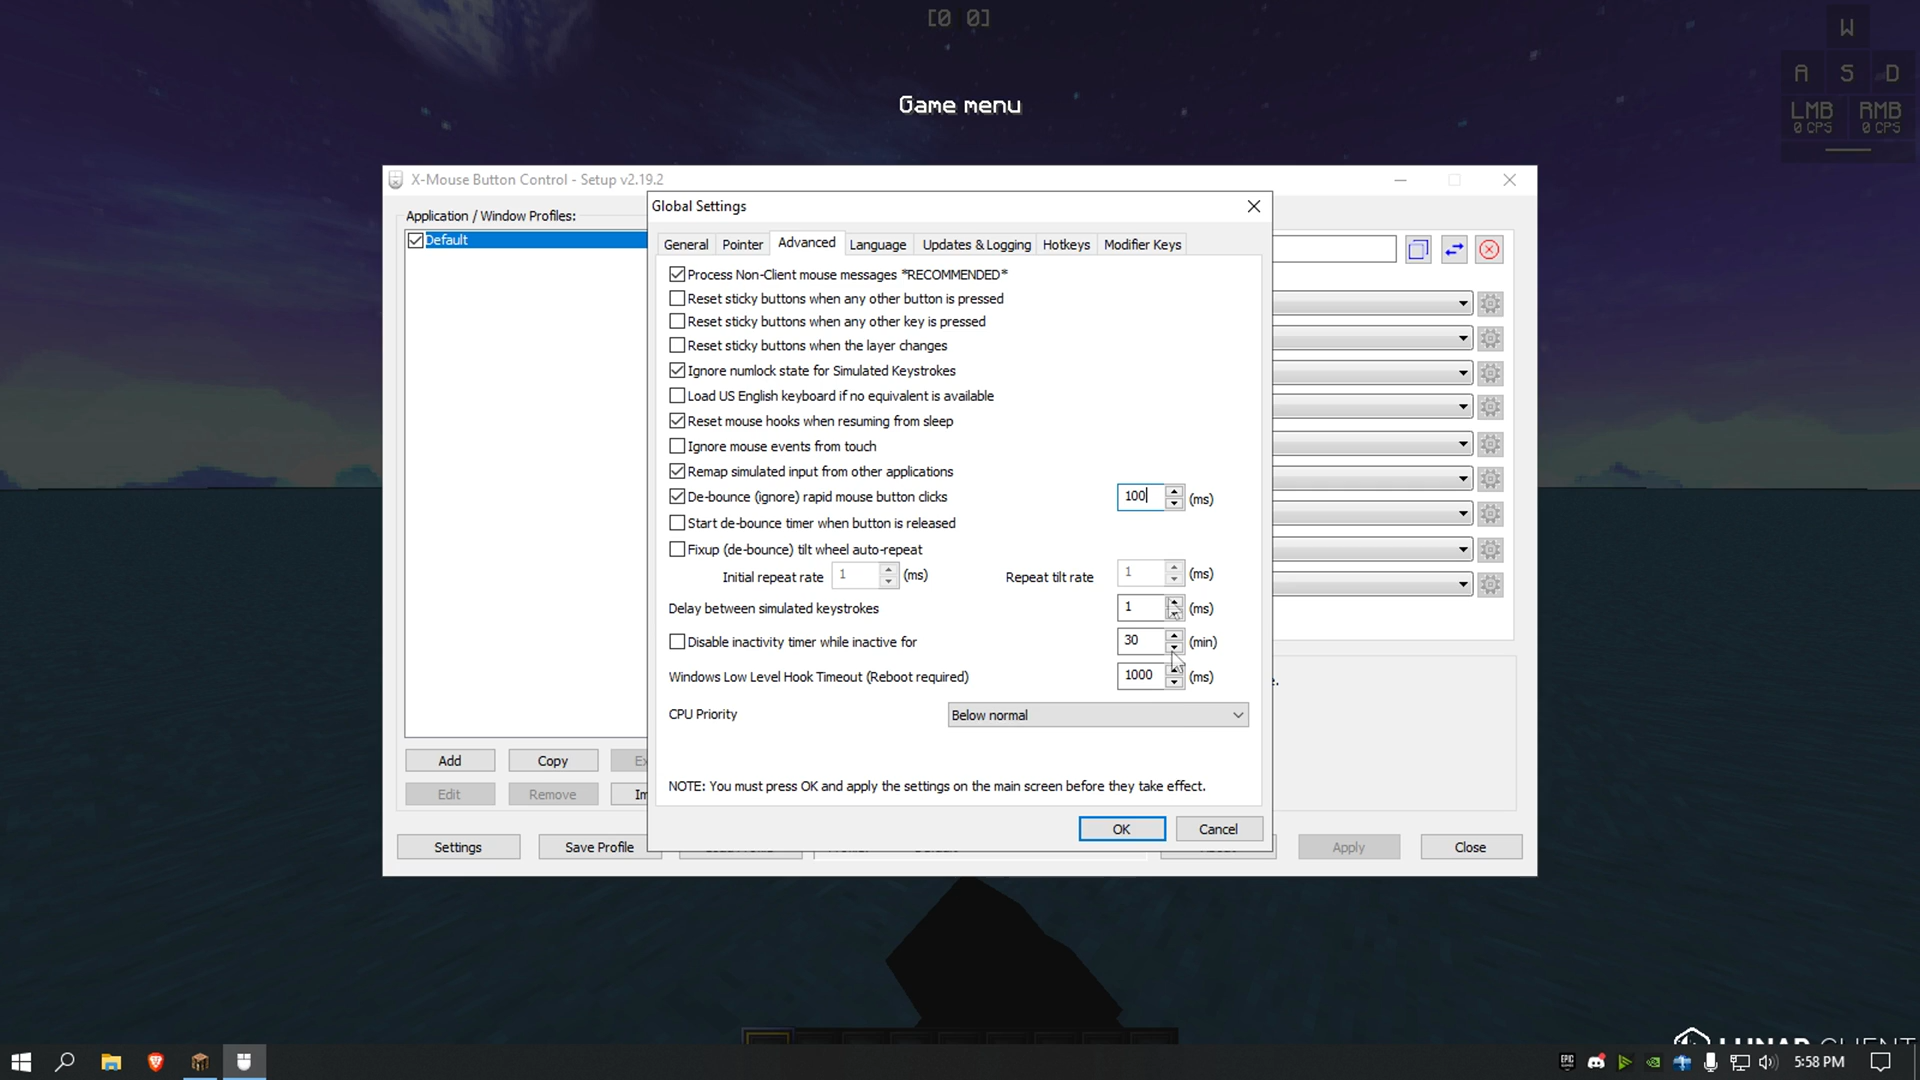 [0 0]
W
Game menu
A S D
LMB RMB
0 CPS 0 CPS
X-Mouse Button Control - Setup v2.19.2
Application / Window Profiles:
Default
Global Settings
General Pointer Advanced Language Updates & Logging Hotkeys Modifier Keys
Process Non-Client mouse messages *RECOMMENDED*
Reset sticky buttons when any other button is pressed
Reset sticky buttons when any other key is pressed
Reset sticky buttons when the layer changes
Ignore numlock state for Simulated Keystrokes
Load US English keyboard if no equivalent is available
Reset mouse hooks when resuming from sleep
Ignore mouse events from touch
Remap simulated input from other applications
De-bounce (ignore) rapid mouse button clicks 100 (ms)
Start de-bounce timer when button is released
Fixup (de-bounce) tilt wheel auto-repeat
Initial repeat rate 1 (ms) Repeat tilt rate 1 (ms)
Delay between simulated keystrokes 1 (ms)
Disable inactivity timer while inactive for 30 (min)
Windows Low Level Hook Timeout (Reboot required) 1000 (ms)
CPU Priority Below normal
NOTE: You must press OK and apply the settings on the main screen before they take effect.
OK Cancel
Add Copy
Edit Remove
Settings Save Profile Apply Close
LUNAR CLIENT
EPIC
5:58 PM